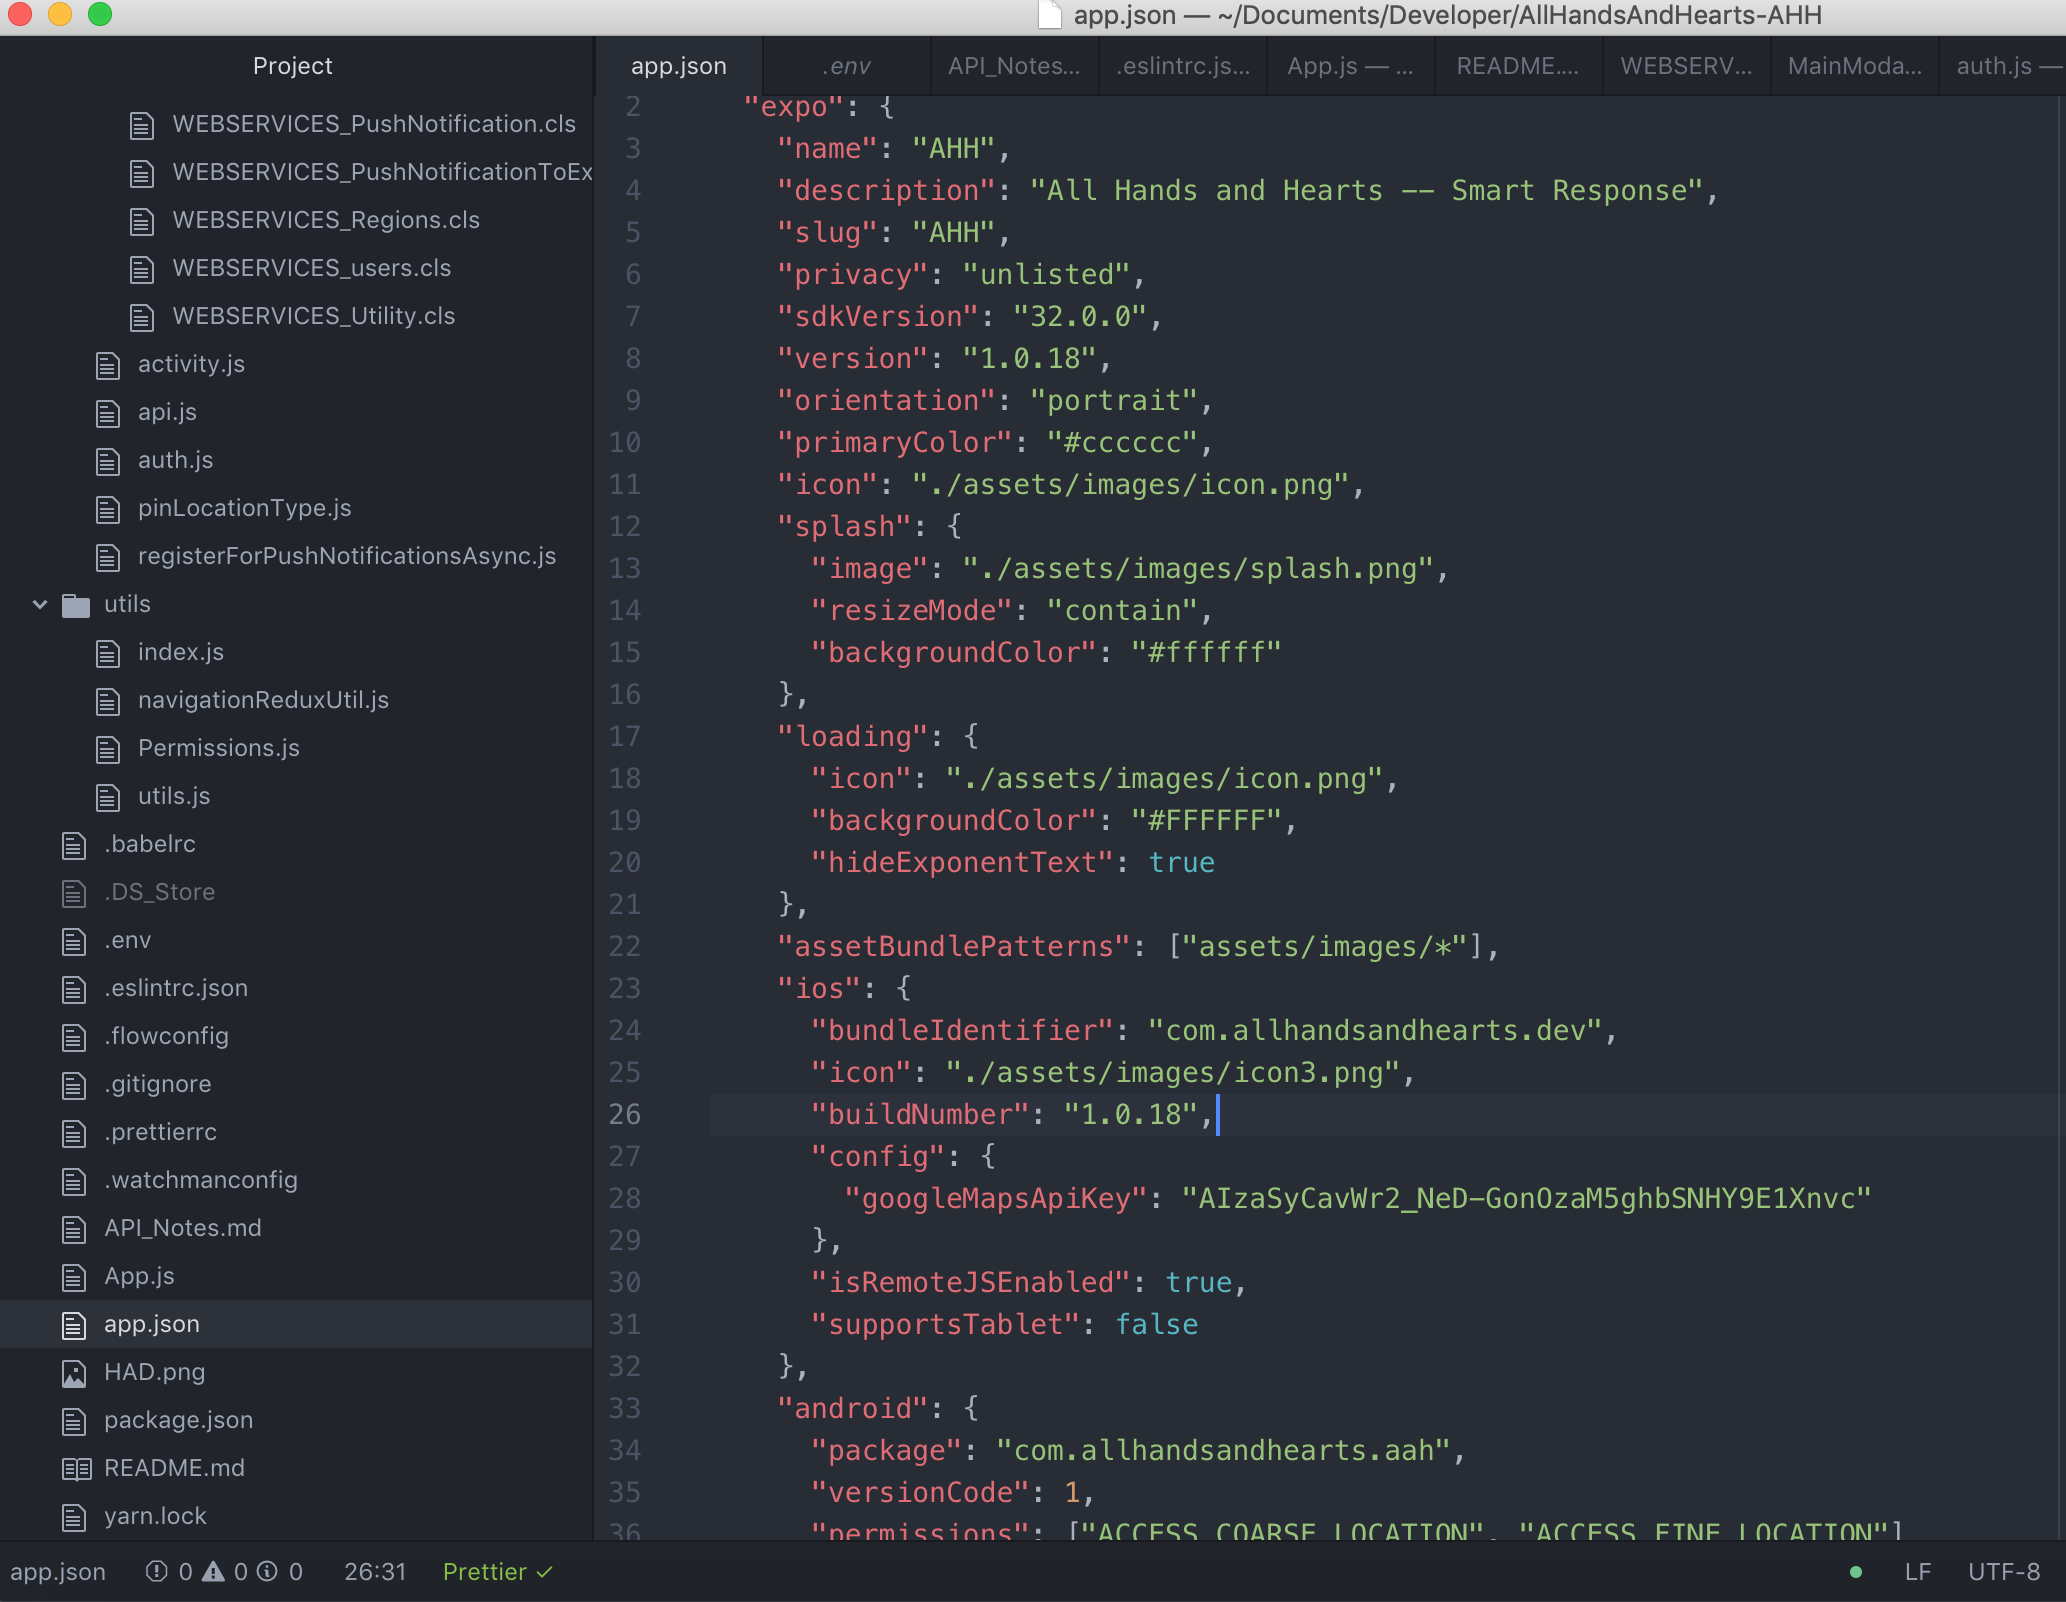 app.json — ~/Documents/Developer/AllHandsAndHearts-AHH
Project
WEBSERVICES_PushNotification.cls
WEBSERVICES_PushNotificationToEx
WEBSERVICES_Regions.cls
WEBSERVICES_users.cls
WEBSERVICES_Utility.cls
activity.js
api.js
auth.js
pinLocationType.js
registerForPushNotificationsAsync.js
utils
index.js
navigationReduxUtil.js
Permissions.js
utils.js
.babelrc
.DS_Store
.env
.eslintrc.json
.flowconfig
.gitignore
.prettierrc
.watchmanconfig
API_Notes.md
App.js
app.json
HAD.png
package.json
README.md
yarn.lock
app.json .env API_Notes... .eslintrc.js... App.js — ... README.... WEBSERV... MainModa... auth.js —
2 "expo": {
3 "name": "AHH",
4 "description": "All Hands and Hearts -- Smart Response",
5 "slug": "AHH",
6 "privacy": "unlisted",
7 "sdkVersion": "32.0.0",
8 "version": "1.0.18",
9 "orientation": "portrait",
10 "primaryColor": "#cccccc",
11 "icon": "./assets/images/icon.png",
12 "splash": {
13 "image": "./assets/images/splash.png",
14 "resizeMode": "contain",
15 "backgroundColor": "#ffffff"
16 },
17 "loading": {
18 "icon": "./assets/images/icon.png",
19 "backgroundColor": "#FFFFFF",
20 "hideExponentText": true
21 },
22 "assetBundlePatterns": ["assets/images/*"],
23 "ios": {
24 "bundleIdentifier": "com.allhandsandhearts.dev",
25 "icon": "./assets/images/icon3.png",
26 "buildNumber": "1.0.18",
27 "config": {
28 "googleMapsApiKey": "AIzaSyCavWr2_NeD-GonOzaM5ghbSNHY9E1Xnvc"
29 },
30 "isRemoteJSEnabled": true,
31 "supportsTablet": false
32 },
33 "android": {
34 "package": "com.allhandsandhearts.aah",
35 "versionCode": 1,
36 "permissions": ["ACCESS_COARSE_LOCATION", "ACCESS_FINE_LOCATION"]
app.json 0 0 0 26:31 Prettier ✓ LF UTF-8